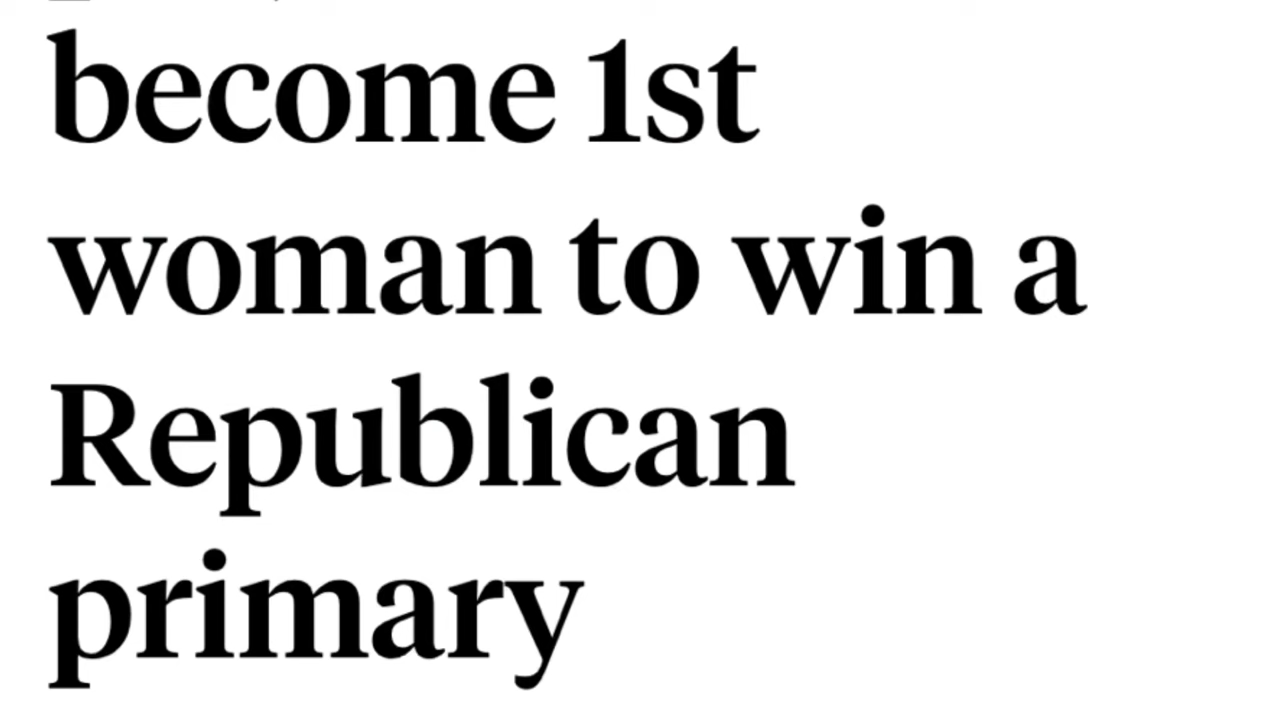 become 1st
woman to win a
Republican
primary